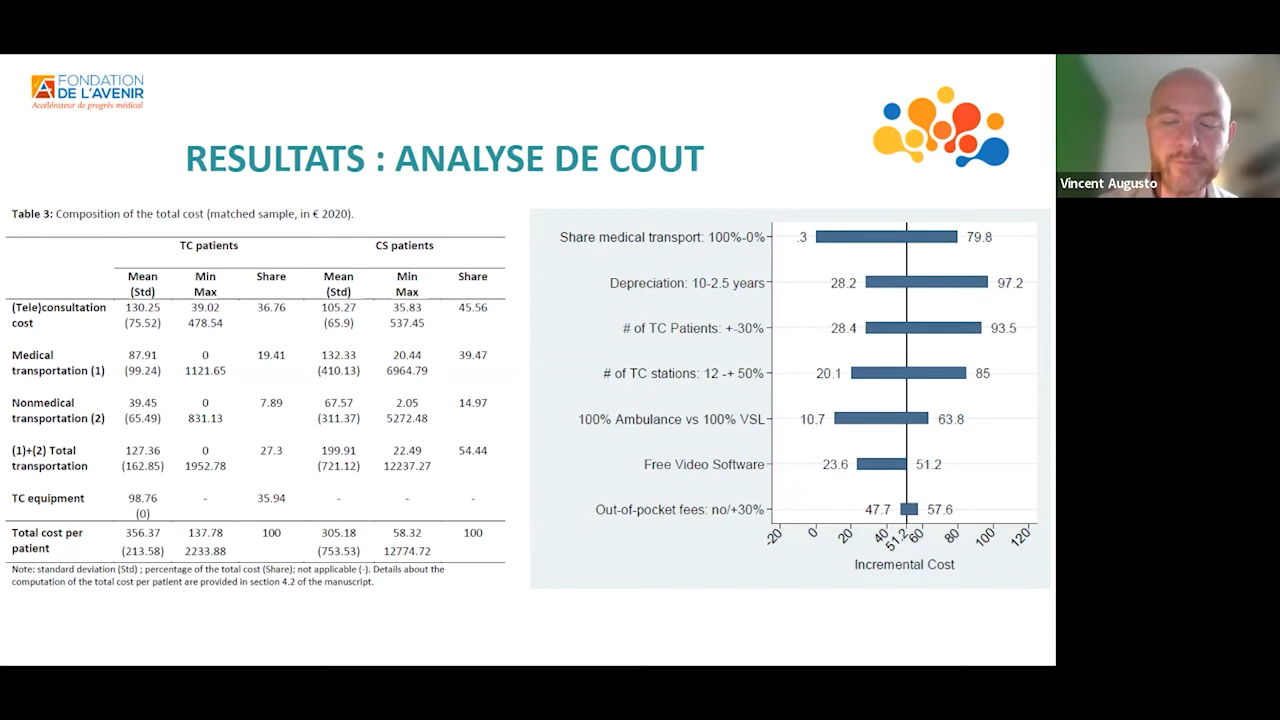 FONDATION
DE L'AVENIR
Accélérateur de progrès médical
RESULTATS : ANALYSE DE COUT
Vincent Augusto
Table 3: Composition of the total cost (matched sample, in € 2020).
TC patients CS patients
Mean Min Share Mean Min Share
(Std) Max (Std) Max
(Tele)consultation 130.25 39.02 36.76 105.27 35.83 45.56
cost (75.52) 478.54 (65.9) 537.45
Medical 87.91 0 19.41 132.33 20.44 39.47
transportation (1) (99.24) 1121.65 (410.13) 6964.79
Nonmedical 39.45 0 7.89 67.57 2.05 14.97
transportation (2) (65.49) 831.13 (311.37) 5272.48
(1)+(2) Total 127.36 0 27.3 199.91 22.49 54.44
transportation (162.85) 1952.78 (721.12) 12237.27
TC equipment 98.76 - 35.94 - - -
(0)
Total cost per 356.37 137.78 100 305.18 58.32 100
patient (213.58) 2233.88 (753.53) 12774.72
Note: standard deviation (Std) ; percentage of the total cost (Share); not applicable (-). Details about the
computation of the total cost per patient are provided in section 4.2 of the manuscript.
Share medical transport: 100%-0% .3 79.8
Depreciation: 10-2.5 years 28.2 97.2
# of TC Patients: +-30% 28.4 93.5
# of TC stations: 12 -+ 50% 20.1 85
100% Ambulance vs 100% VSL 10.7 63.8
Free Video Software 23.6 51.2
Out-of-pocket fees: no/+30% 47.7 57.6
-20 0 20 40 51.2 60 80 100 120
Incremental Cost